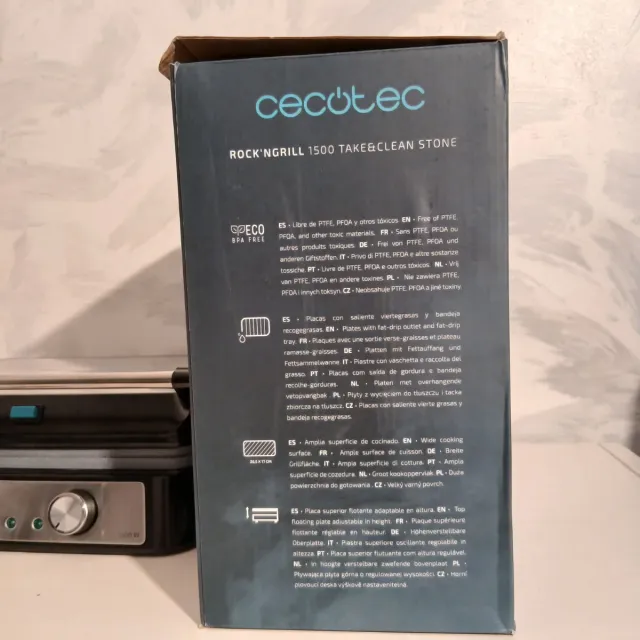 cecotec
ROCK'NGRILL 1500 TAKE&CLEAN STONE
ECO
BPA FREE
ES • Libre de PTFE, PFOA y otros tóxicos. EN • Free of PTFE,
PFOA, and other toxic materials. FR • Sans PTFE, PFOA ou
autres produits toxiques. DE • Frei von PTFE, PFOA und
anderen Giftstoffen. IT • Privo di PTFE, PFOA e altre sostanze
tossiche. PT • Livre de PTFE, PFOA e outros tóxicos. NL • Vrij
van PTFE, PFOA en andere toxines. PL • Nie zawiera PTFE,
PFOA i innych toksyn. CZ • Neobsahuje PTFE, PFOA a jiné toxiny
ES • Placas con saliente viertegrasas y bandeja
recogegrasas. EN • Plates with fat-drip outlet and fat-drip
tray. FR • Plaques avec une sortie verse-graisses et plateau
ramasse-graisses. DE • Platten mit Fettauffang und
Fettsammelwanne IT • Piastre con vaschetta e raccolta del
grasso. PT • Placas com saída de gordura e bandeja
recolhe-gorduras. NL • Platen met overhangende
vetopvangbak. PL • Płyty z wycięciem do tłuszczu i tacke
zbiorcza na tłuszcz. CZ • Placas con saliente vierte grasas y
bandeja recogegrasas.
ES • Amplia superficie de cocinado. EN • Wide cooking
surface. FR • Ample surface de cuisson. DE • Breite
Grillfläche. IT • Ampia superficie di cottura. PT • Ampla
superfície de cozedura. NL • Groot kookoppervlak. PL • Duże
powierzchnia do gotowania. CZ • Velký varný povrch.
ES • Placa superior flotante adaptable en altura. EN • Top
floating plate adjustable in height. FR • Plaque supérieure
flottante réglable en hauteur DE • Höhenverstellbare
Oberplatte. IT • Piastra superiore oscillante regolabile in
altezza. PT • Placa superior flutuante com altura regulável.
NL • In hoogte verstelbare zwefende bovenplaat PL •
Pływająca płyta górna o regulowanej wysokości CZ • Horní
plovoucí deska výškově nastavitelná.